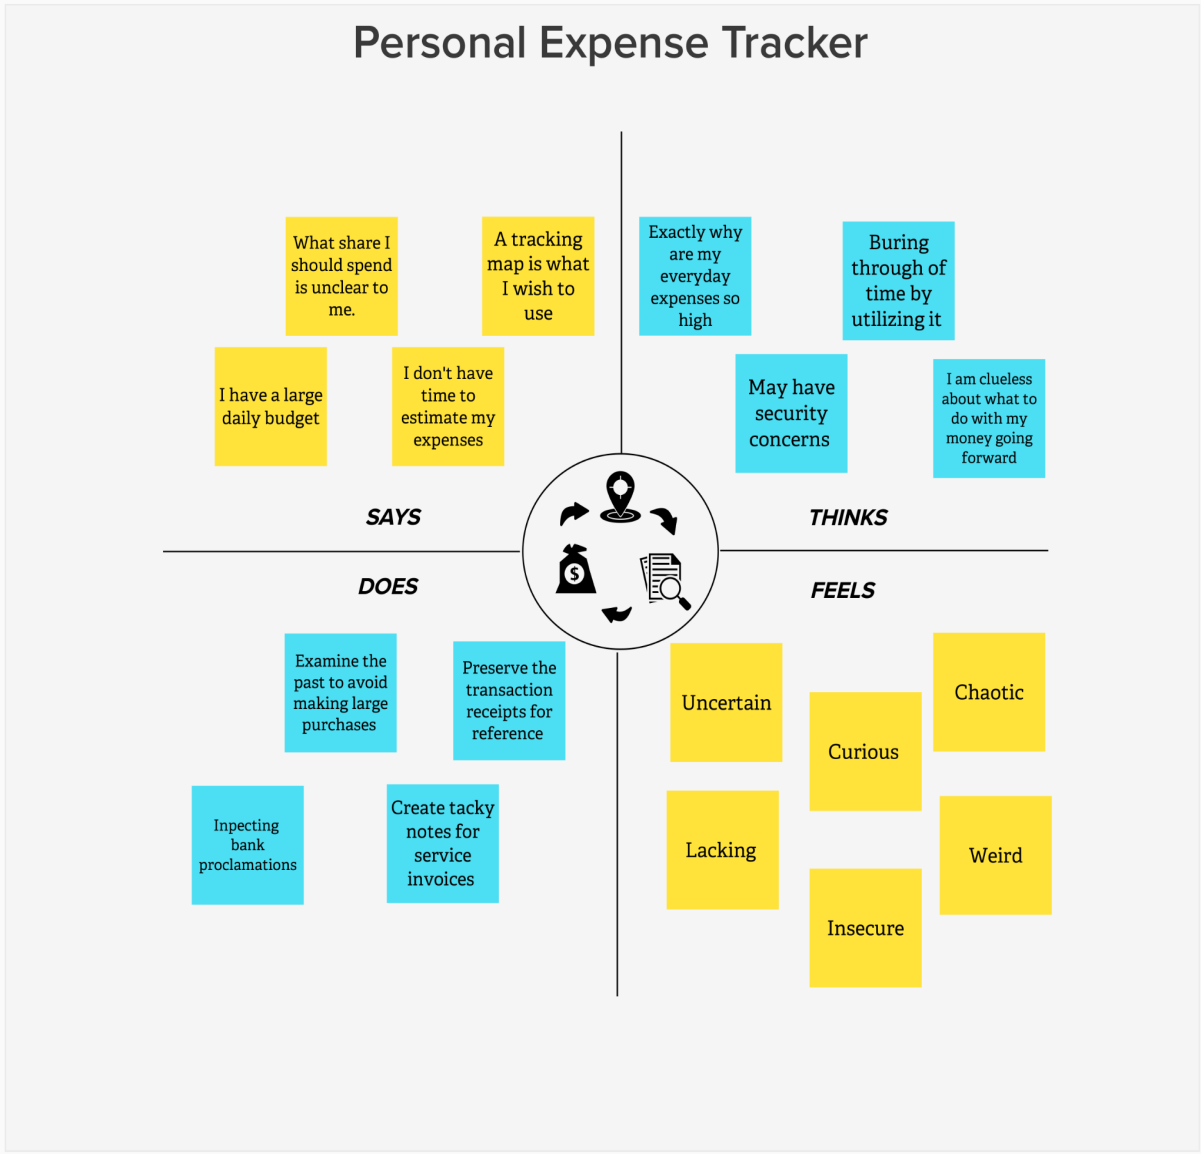 Personal Expense Tracker
What share I
should spend
is unclear to
me.
A tracking
map is what
I wish to
use
I have a large
daily budget
I don't have
time to
estimate my
expenses
SAYS
Exactly why
are my
everyday
expenses so
high
Buring
through of
time by
utilizing it
May have
security
concerns
I am clueless
about what to
do with my
money going
forward
THINKS
$
DOES
Examine the
past to avoid
making large
purchases
Preserve the
transaction
receipts for
reference
Inpecting
bank
proclamations
Create tacky
notes for
service
invoices
FEELS
Uncertain
Curious
Chaotic
Lacking
Insecure
Weird